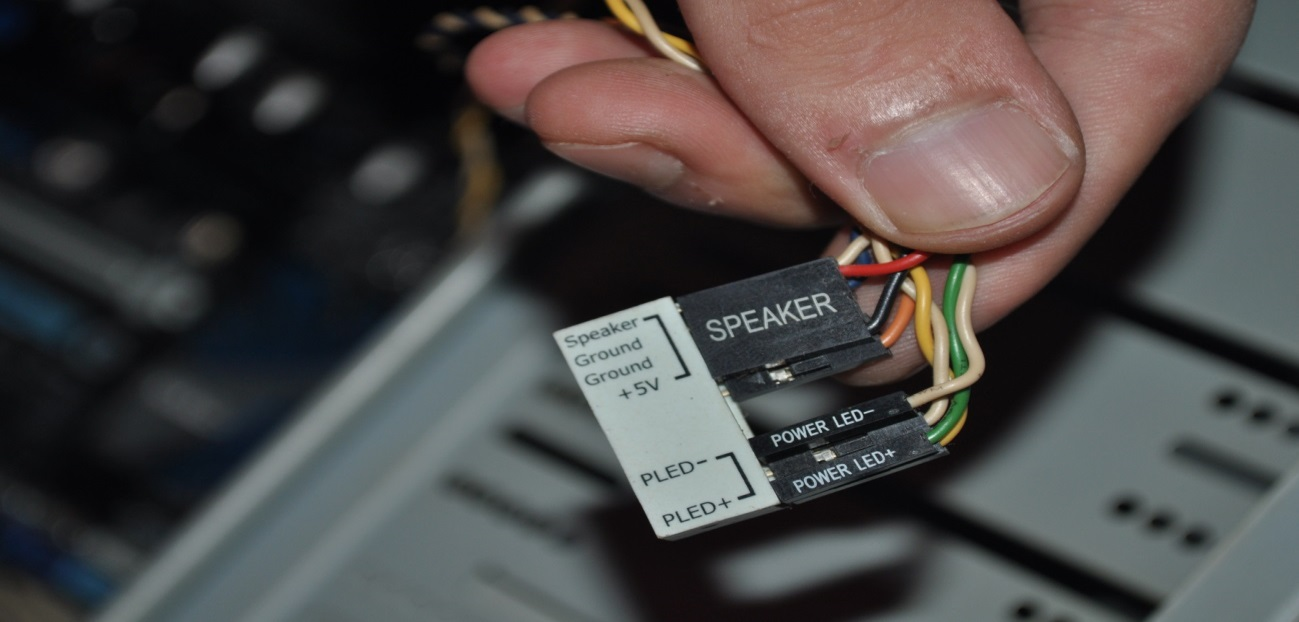 Speaker
Ground
Ground
+5V
PLED-
PLED+
SPEAKER
POWER LED-
POWER LED+